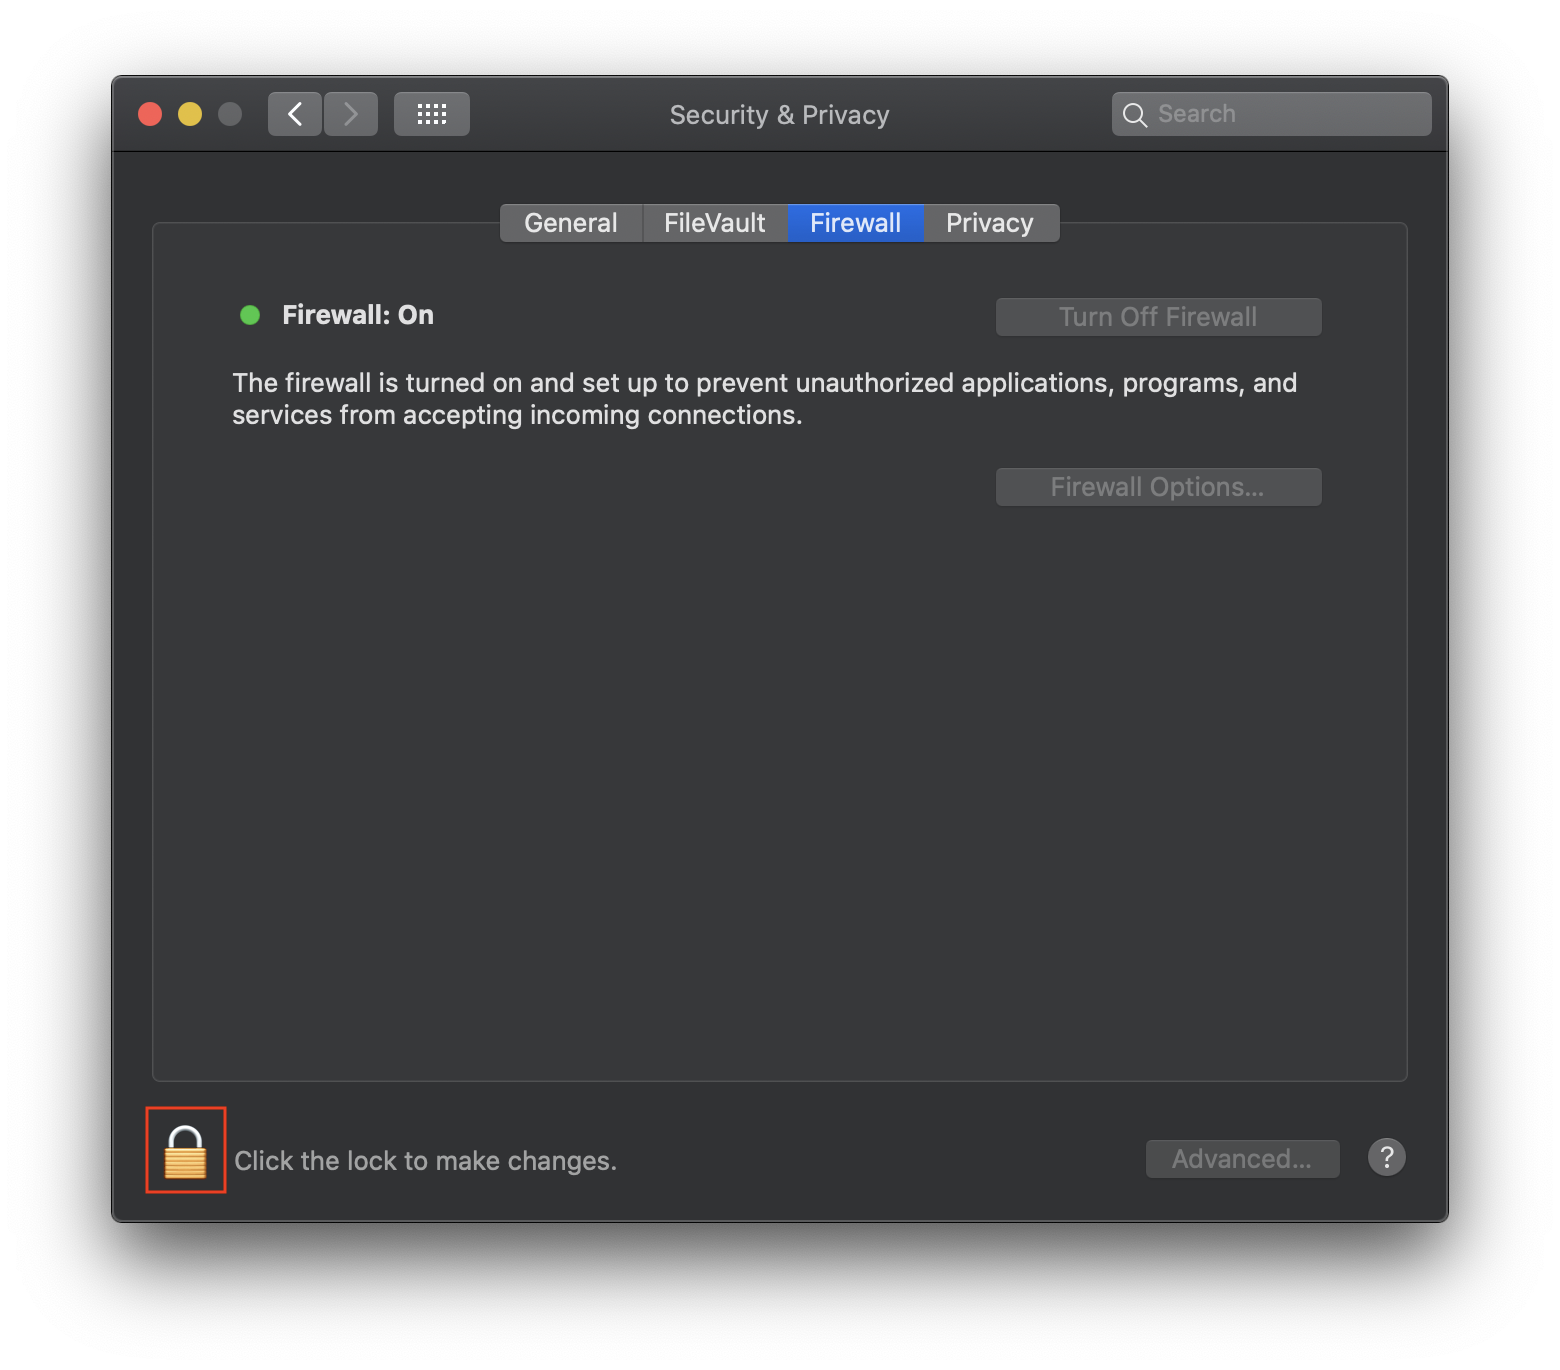 Security & Privacy
Search
General
FileVault
Firewall
Privacy
Firewall: On
Turn Off Firewall
The firewall is turned on and set up to prevent unauthorized applications, programs, and
services from accepting incoming connections.
Firewall Options...
Click the lock to make changes.
Advanced...
?